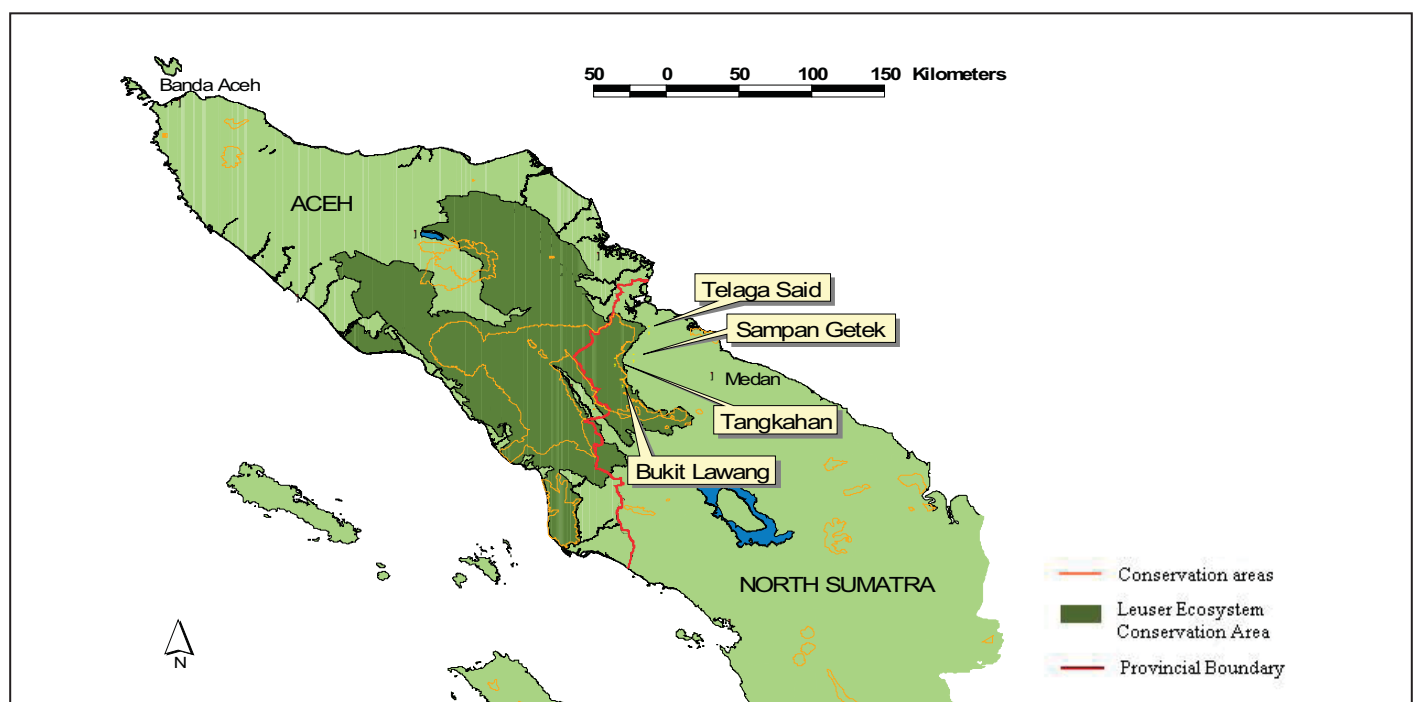 50 0 50 100 150 Kilometers
Banda Aceh
ACEH
Telaga Said
Sampan Getek
Medan
Tangkahan
Bukit Lawang
NORTH SUMATRA
Conservation areas
Leuser Ecosystem
Conservation Area
Provincial Boundary
N